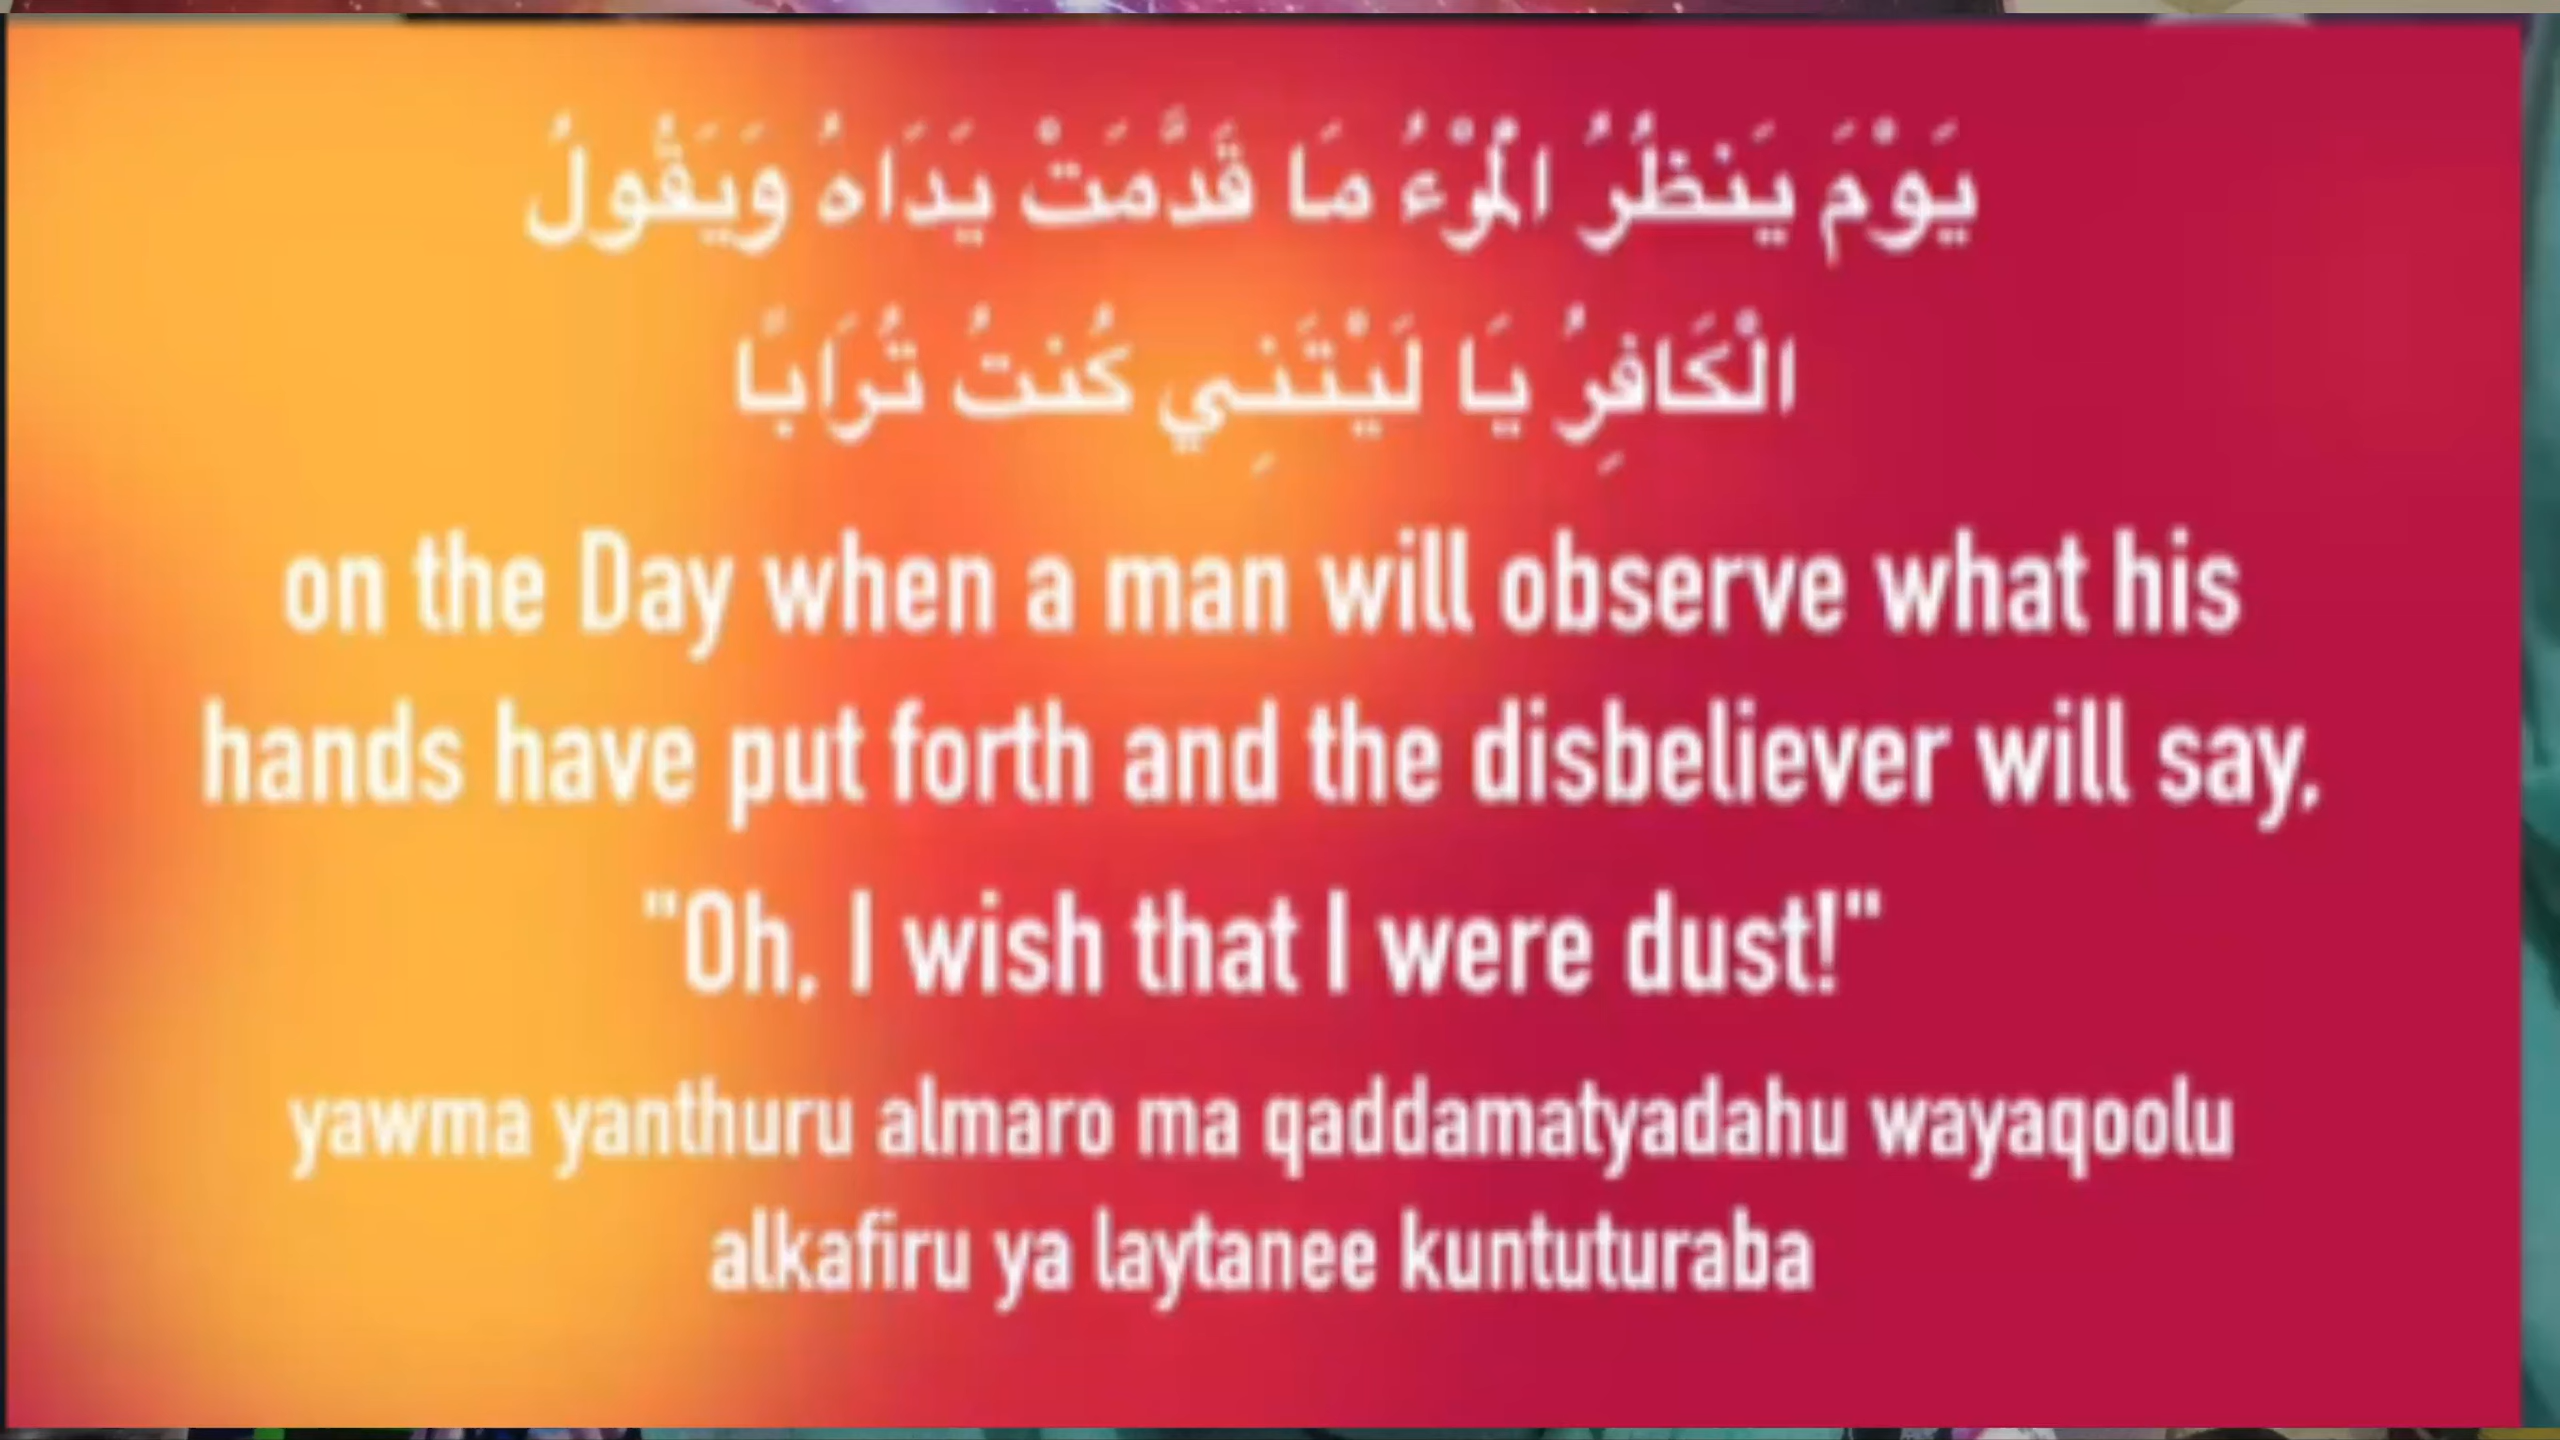 يَوْمَ يَنظُرُ الْمَرْءُ مَا قَدَّمَتْ يَدَاهُ وَيَقُولُ
الْكَافِرُ يَا لَيْتَنِي كُنتُ تُرَابًا
on the Day when a man will observe what his
hands have put forth and the disbeliever will say,
"Oh, I wish that I were dust!"
yawma yanthuru almaro ma qaddamatyadahu wayaqoolu
alkafiru ya laytanee kuntuturaba